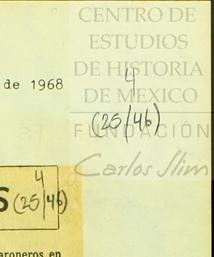 CENTRO DE
ESTUDIOS
DE HISTORIA
DE MEXICO
de 1968
4
(25/46)
FUNDACIÓN
Carlos Slim
4
S (25/46)
aroneros en